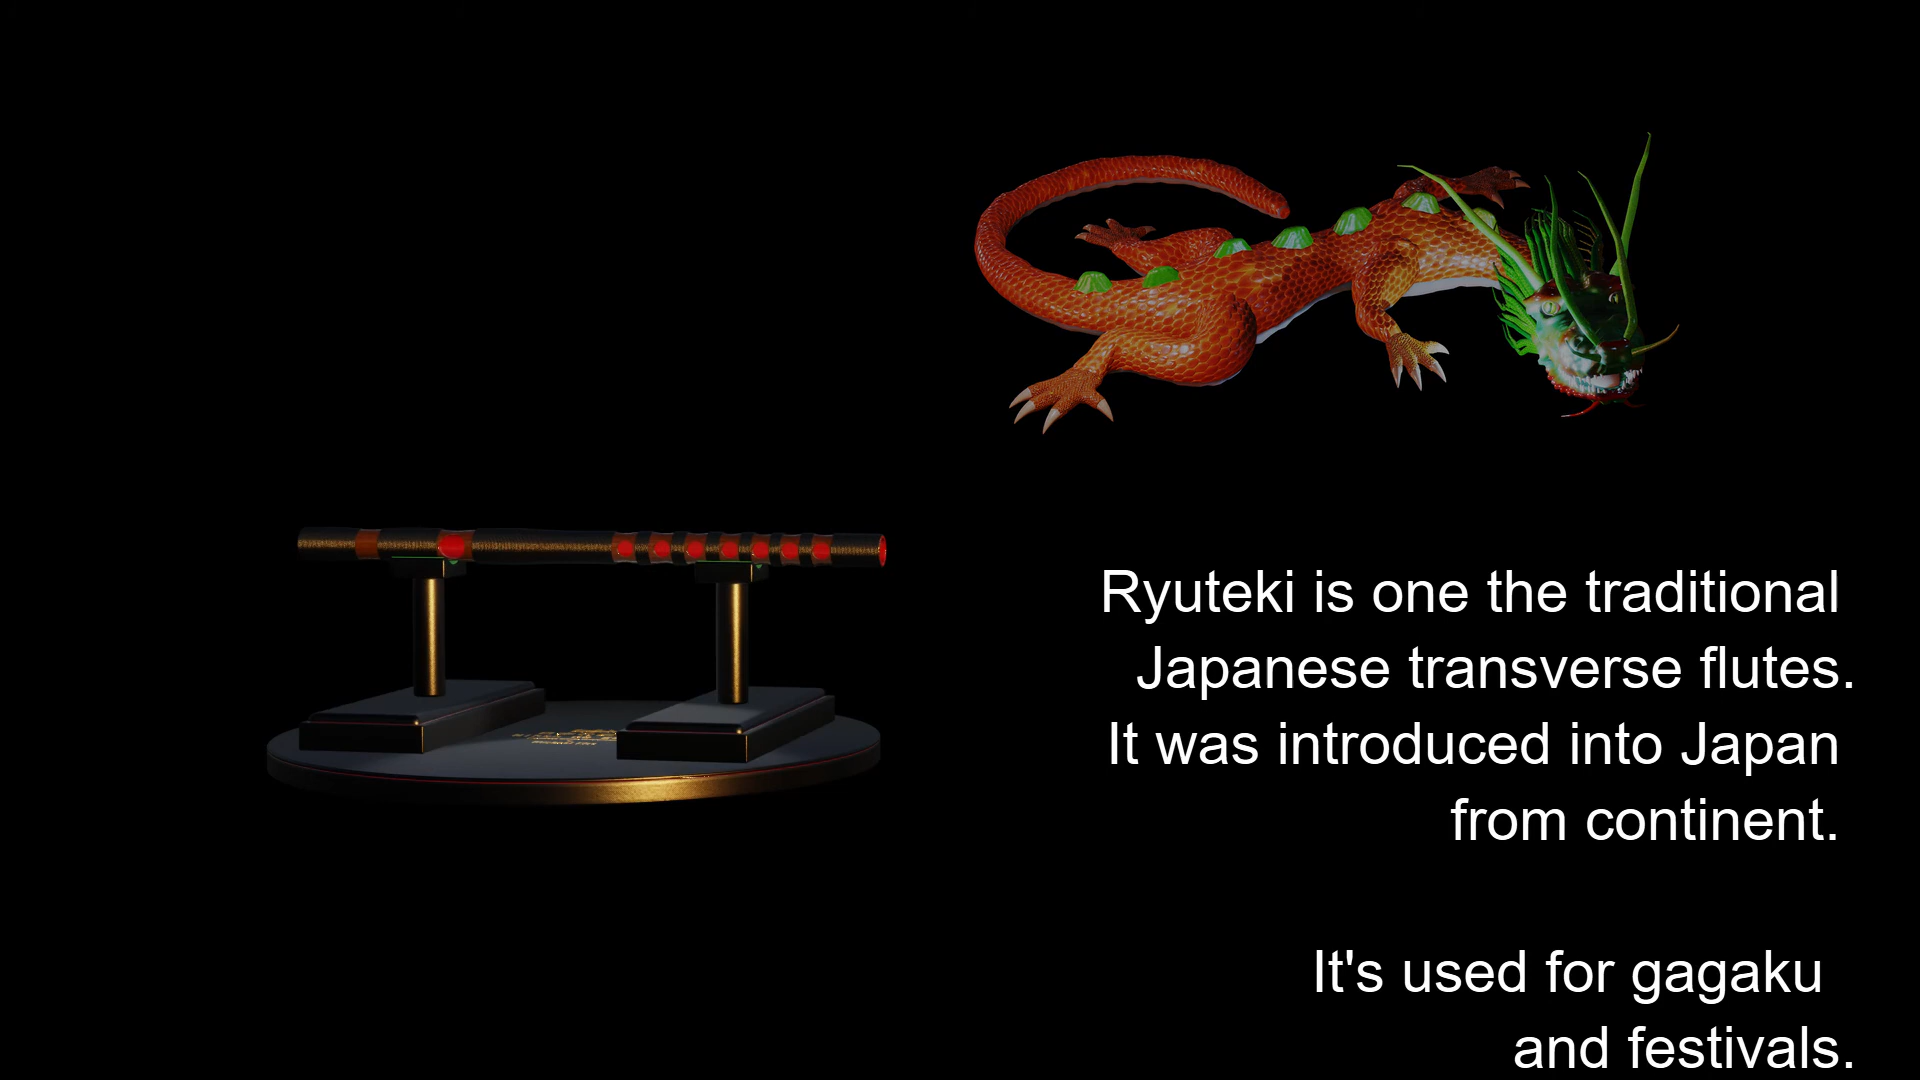 Ryuteki is one the traditional
Japanese transverse flutes.
It was introduced into Japan
from continent.
It's used for gagaku
and festivals.